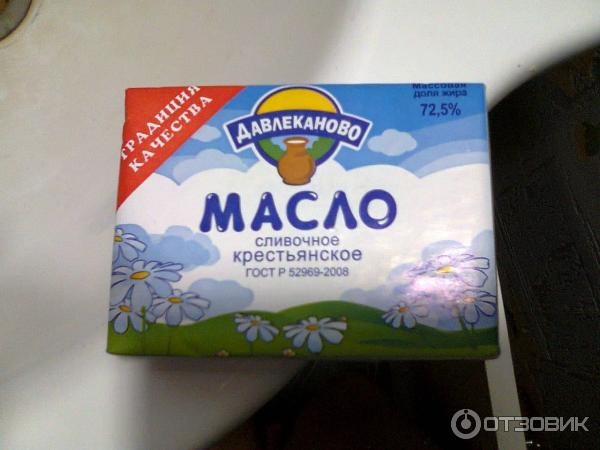 ТРАДИЦИЯ
КАЧЕСТВА
ДАВЛЕКАНОВО
Массовая
доля жира
72,5%
МАСЛО
сливочное
крестьянское
ГОСТ Р 52969-2008
ОТЗОВИК